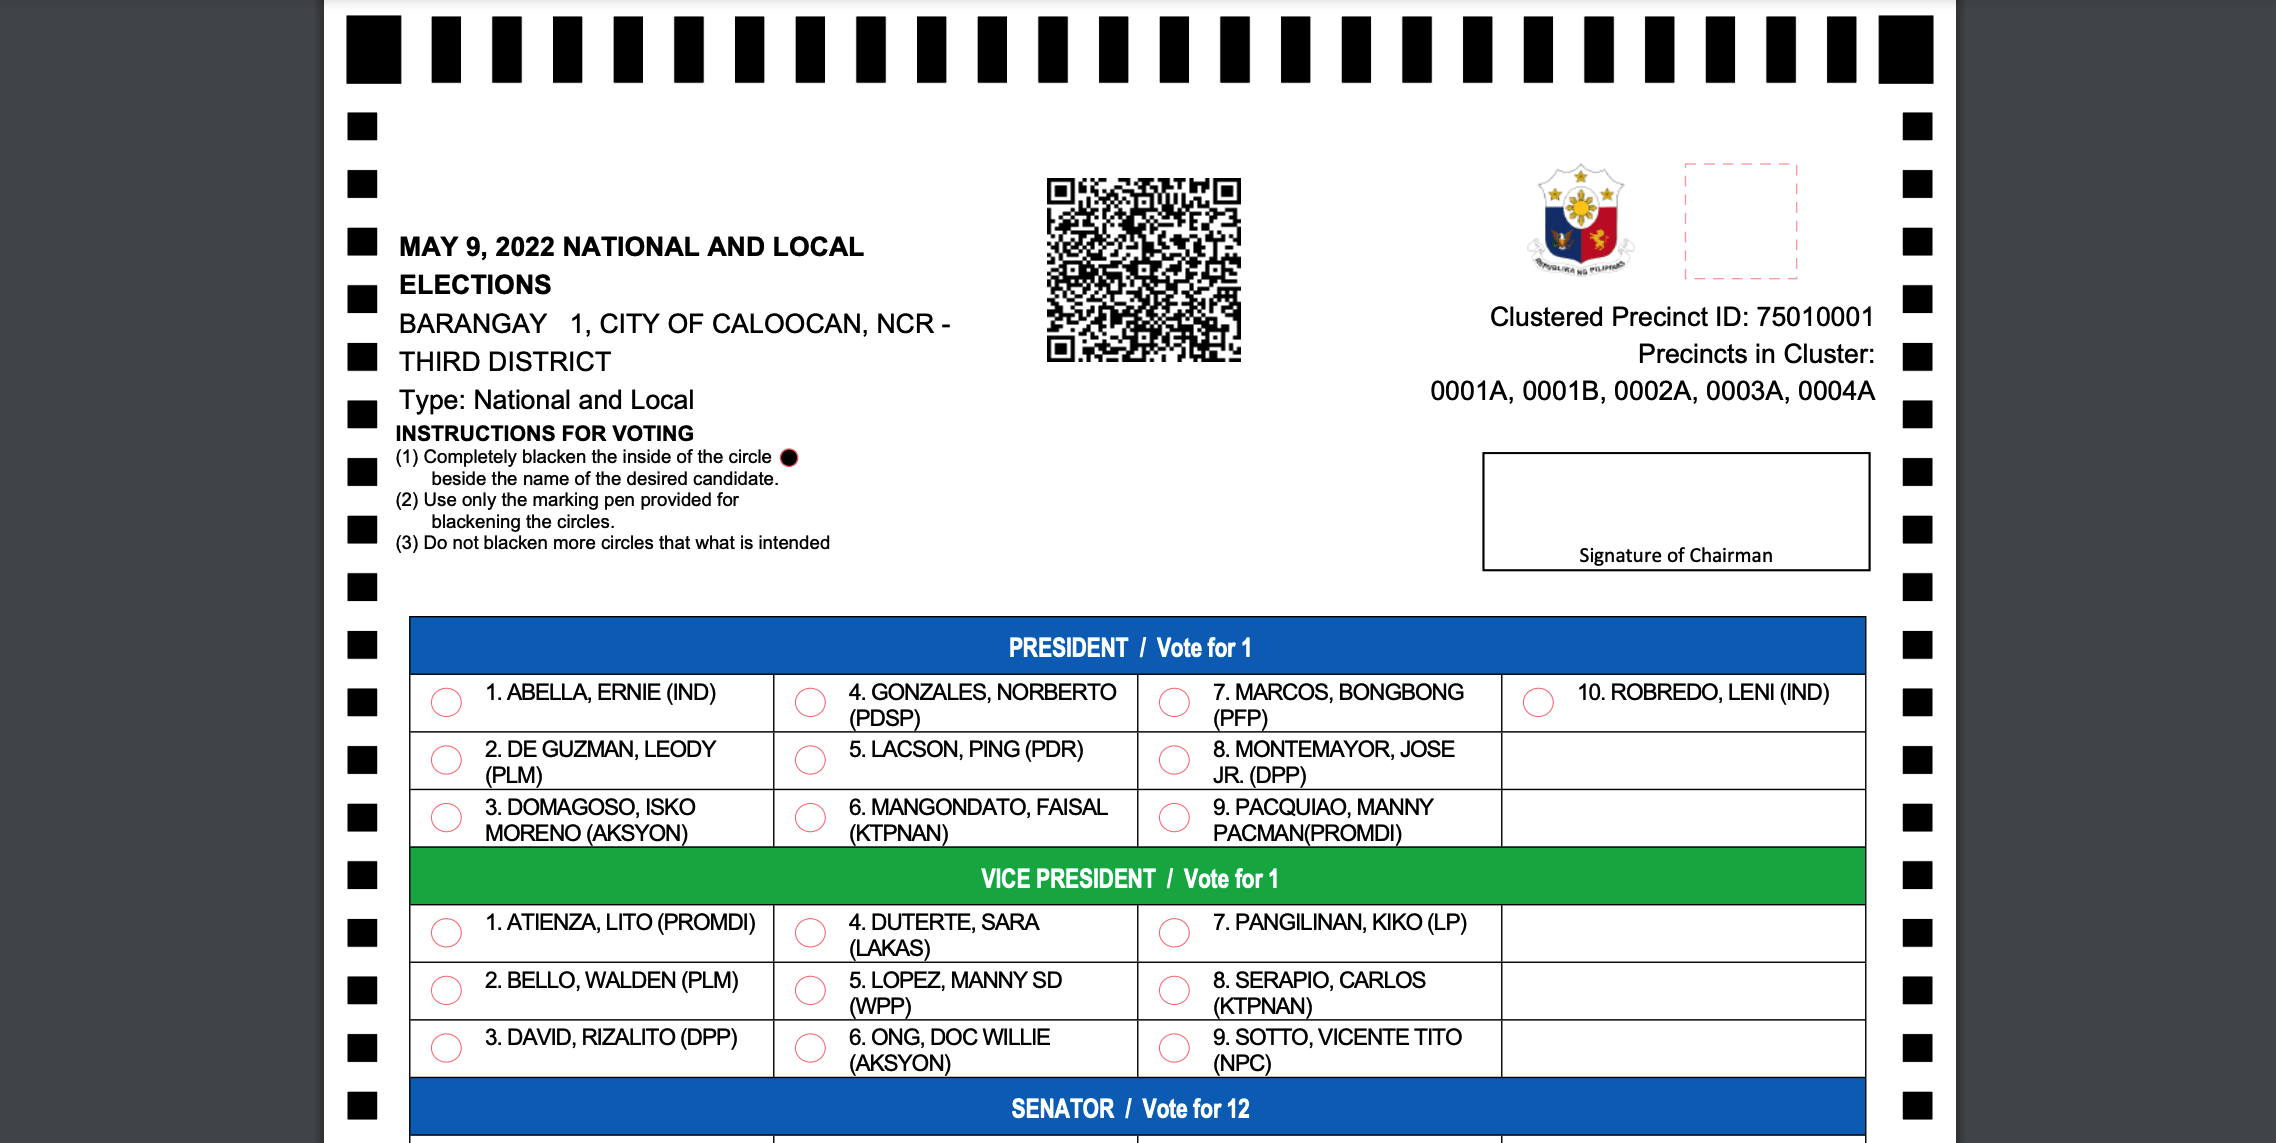 MAY 9, 2022 NATIONAL AND LOCAL
ELECTIONS
BARANGAY 1, CITY OF CALOOCAN, NCR -
THIRD DISTRICT
Type: National and Local
INSTRUCTIONS FOR VOTING
(1) Completely blacken the inside of the circle
beside the name of the desired candidate.
(2) Use only the marking pen provided for
blackening the circles.
(3) Do not blacken more circles that what is intended
REPUBLIKA NG PILIPINAS
Clustered Precinct ID: 75010001
Precincts in Cluster:
0001A, 0001B, 0002A, 0003A, 0004A
Signature of Chairman
PRESIDENT / Vote for 1
1. ABELLA, ERNIE (IND)
2. DE GUZMAN, LEODY
(PLM)
3. DOMAGOSO, ISKO
MORENO (AKSYON)
4. GONZALES, NORBERTO
(PDSP)
5. LACSON, PING (PDR)
6. MANGONDATO, FAISAL
(KTPNAN)
7. MARCOS, BONGBONG
(PFP)
8. MONTEMAYOR, JOSE
JR. (DPP)
9. PACQUIAO, MANNY
PACMAN(PROMDI)
10. ROBREDO, LENI (IND)
VICE PRESIDENT / Vote for 1
1. ATIENZA, LITO (PROMDI)
2. BELLO, WALDEN (PLM)
3. DAVID, RIZALITO (DPP)
4. DUTERTE, SARA
(LAKAS)
5. LOPEZ, MANNY SD
(WPP)
6. ONG, DOC WILLIE
(AKSYON)
7. PANGILINAN, KIKO (LP)
8. SERAPIO, CARLOS
(KTPNAN)
9. SOTTO, VICENTE TITO
(NPC)
SENATOR / Vote for 12